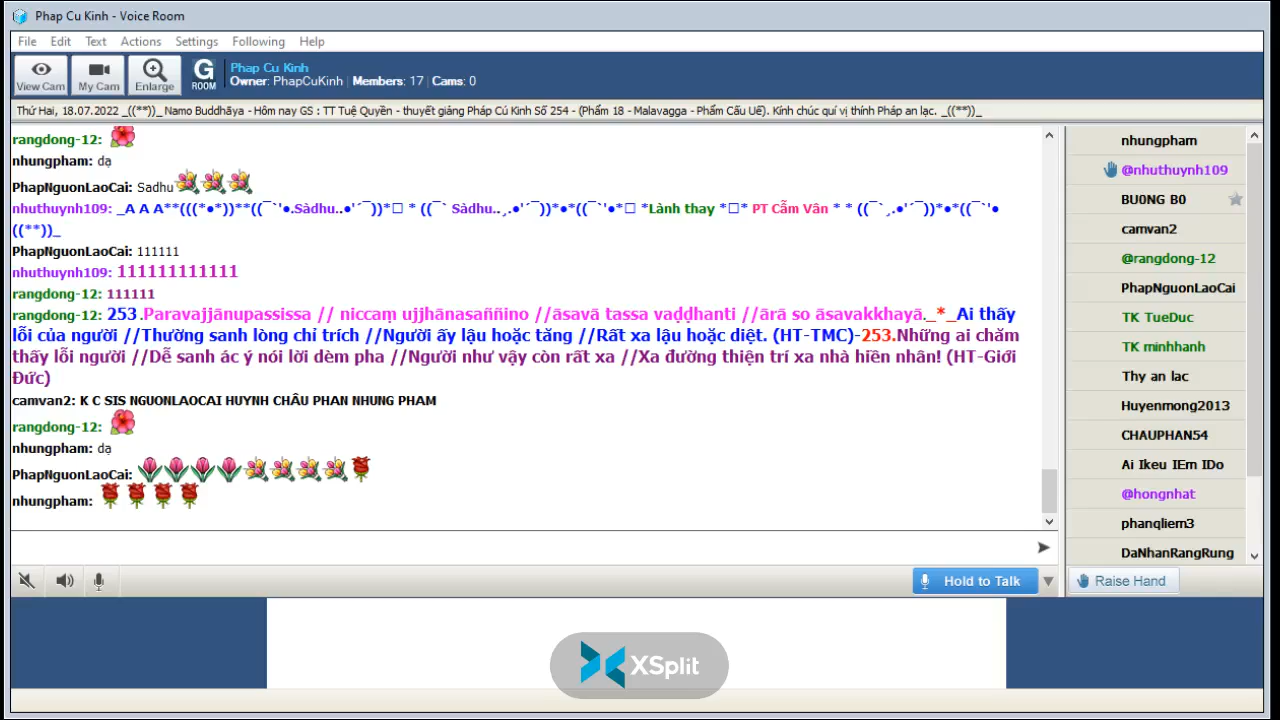 Phap Cu Kinh - Voice Room
File Edit Text Actions Settings Following Help
View Cam My Cam Enlarge G ROOM
Phap Cu Kinh
Owner: PhapCuKinh | Members: 17 | Cams: 0
Thứ Hai, 18.07.2022 _((**))_ Namo Buddhāya - Hôm nay GS : TT Tuệ Quyền - thuyết giảng Pháp Cú Kinh Số 254 - (Phẩm 18 - Malavagga - Phẩm Cấu Uế). Kính chúc quí vị thính Pháp an lạc. _((**))_
rangdong-12:
nhungpham: dạ
PhapNguonLaoCai: Sadhu
nhuthuynh109: _A A A**(((*•*))**((¯`'•.Sàdhu..•'´¯))*□ * ((¯` Sàdhu..¸.•'´¯))*•*((¯`'•*□ *Lành thay *□* PT Cẩm Vân * * ((¯`¸.•'´¯))*•*((¯`'•
((**))_
PhapNguonLaoCai: 111111
nhuthuynh109: 111111111111
rangdong-12: 111111
rangdong-12: 253.Paravajjānupassissa // niccaṃ ujjhānasaññino //āsavā tassa vaḍḍhanti //ārā so āsavakkhayā._*_Ai thấy
lỗi của người //Thường sanh lòng chỉ trích //Người ấy lậu hoặc tăng //Rất xa lậu hoặc diệt. (HT-TMC)-253.Những ai chăm
thấy lỗi người //Dễ sanh ác ý nói lời dèm pha //Người như vậy còn rất xa //Xa đường thiện trí xa nhà hiền nhân! (HT-Giới
Đức)
camvan2: K C SIS NGUONLAOCAI HUYNH CHÂU PHAN NHUNG PHAM
rangdong-12:
nhungpham: dạ
PhapNguonLaoCai:
nhungpham:
Hold to Talk
nhungpham
@nhuthuynh109
BU0NG B0
camvan2
@rangdong-12
PhapNguonLaoCai
TK TueDuc
TK minhhanh
Thy an lac
Huyenmong2013
CHAUPHAN54
Ai Ikeu IEm IDo
@hongnhat
phanqliem3
DaNhanRangRung
Raise Hand
XSplit